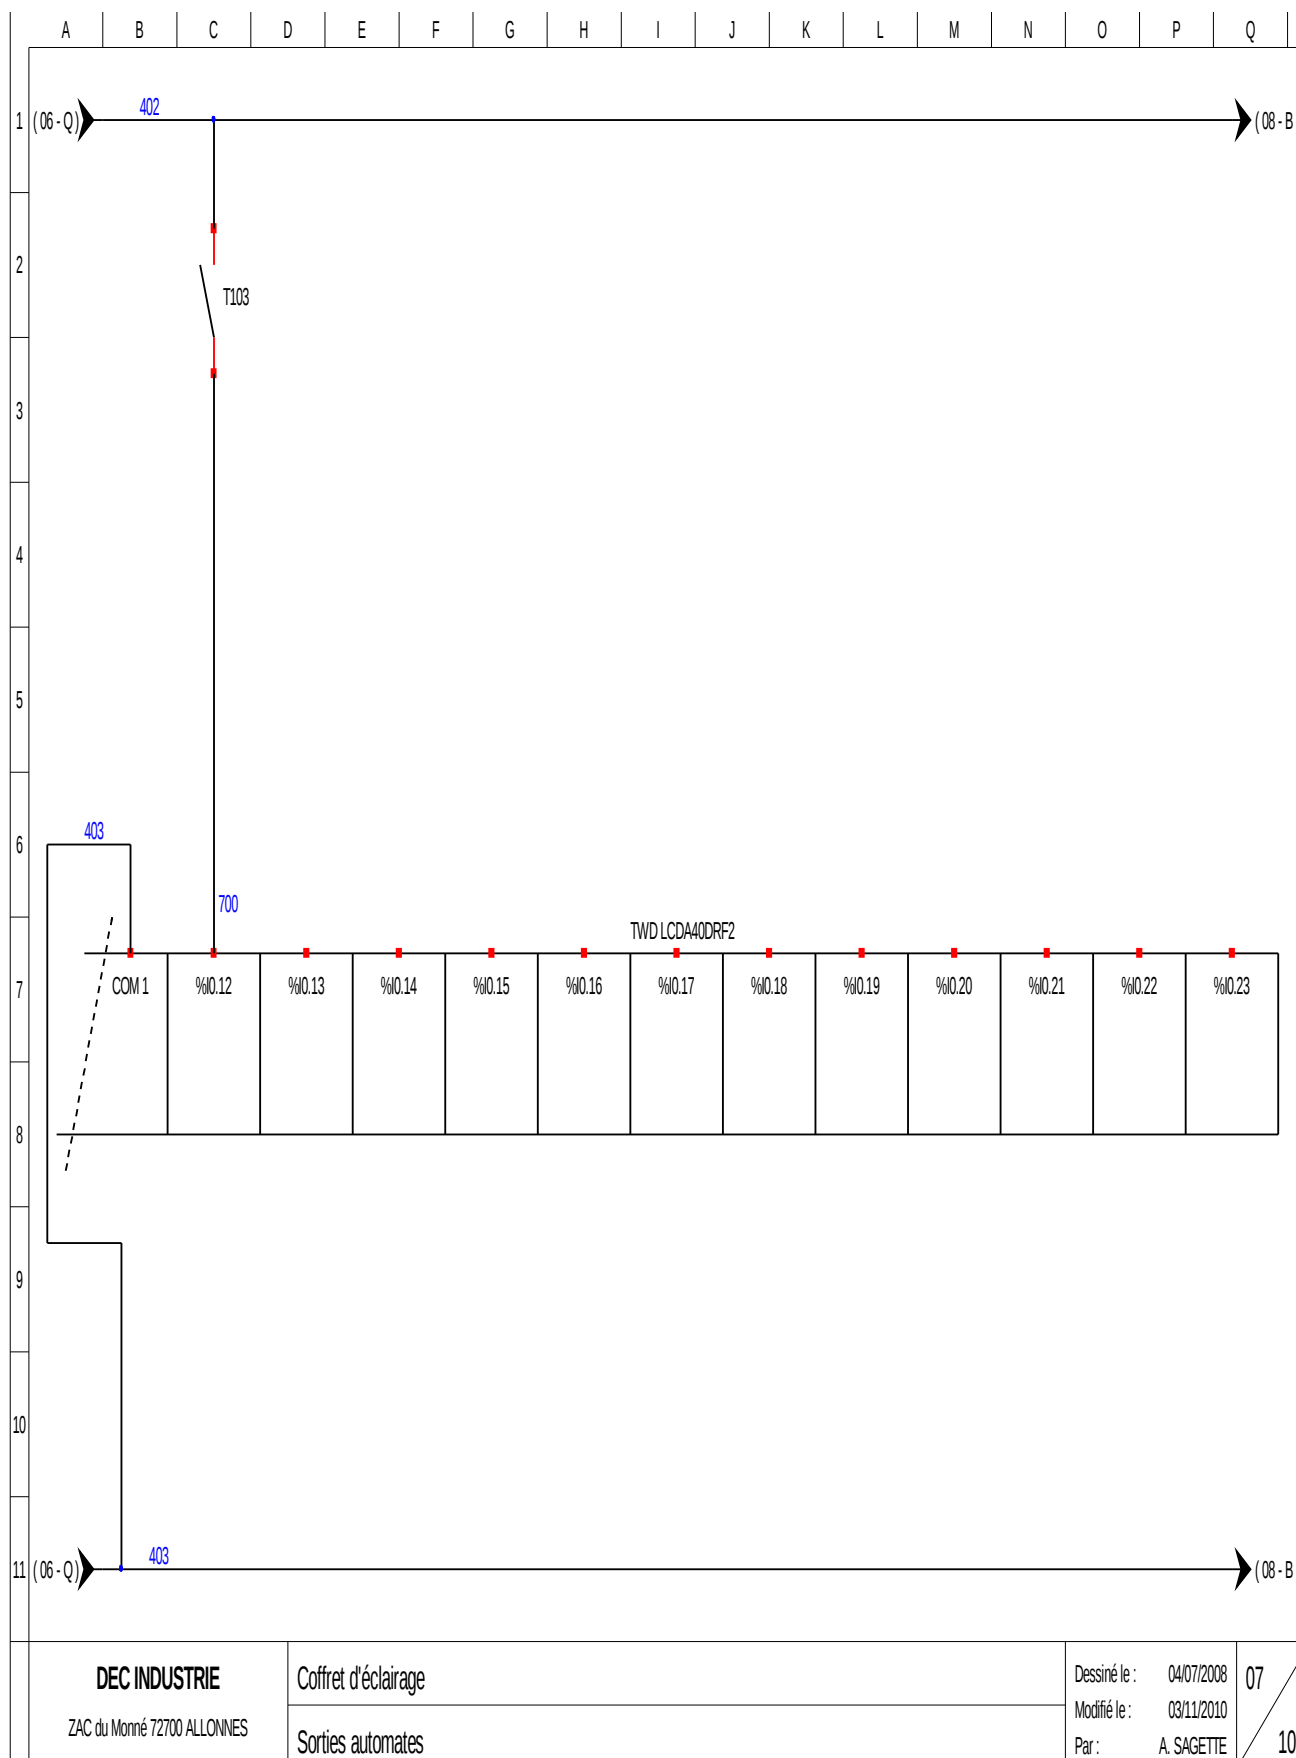 A B C D E F G H I J K L M N O P Q
402
1 ( 06 - Q ) ( 08 - B
2
T103
3
4
5
403
6
700
TWD LCDA40DRF2
7 COM 1 %I0.12 %I0.13 %I0.14 %I0.15 %I0.16 %I0.17 %I0.18 %I0.19 %I0.20 %I0.21 %I0.22 %I0.23
8
9
10
403
11 ( 06 - Q ) ( 08 - B
DEC INDUSTRIE
ZAC du Monné 72700 ALLONNES
Coffret d'éclairage
Sorties automates
Dessiné le : 04/07/2008
Modifié le : 03/11/2010
Par : A. SAGETTE
07
10